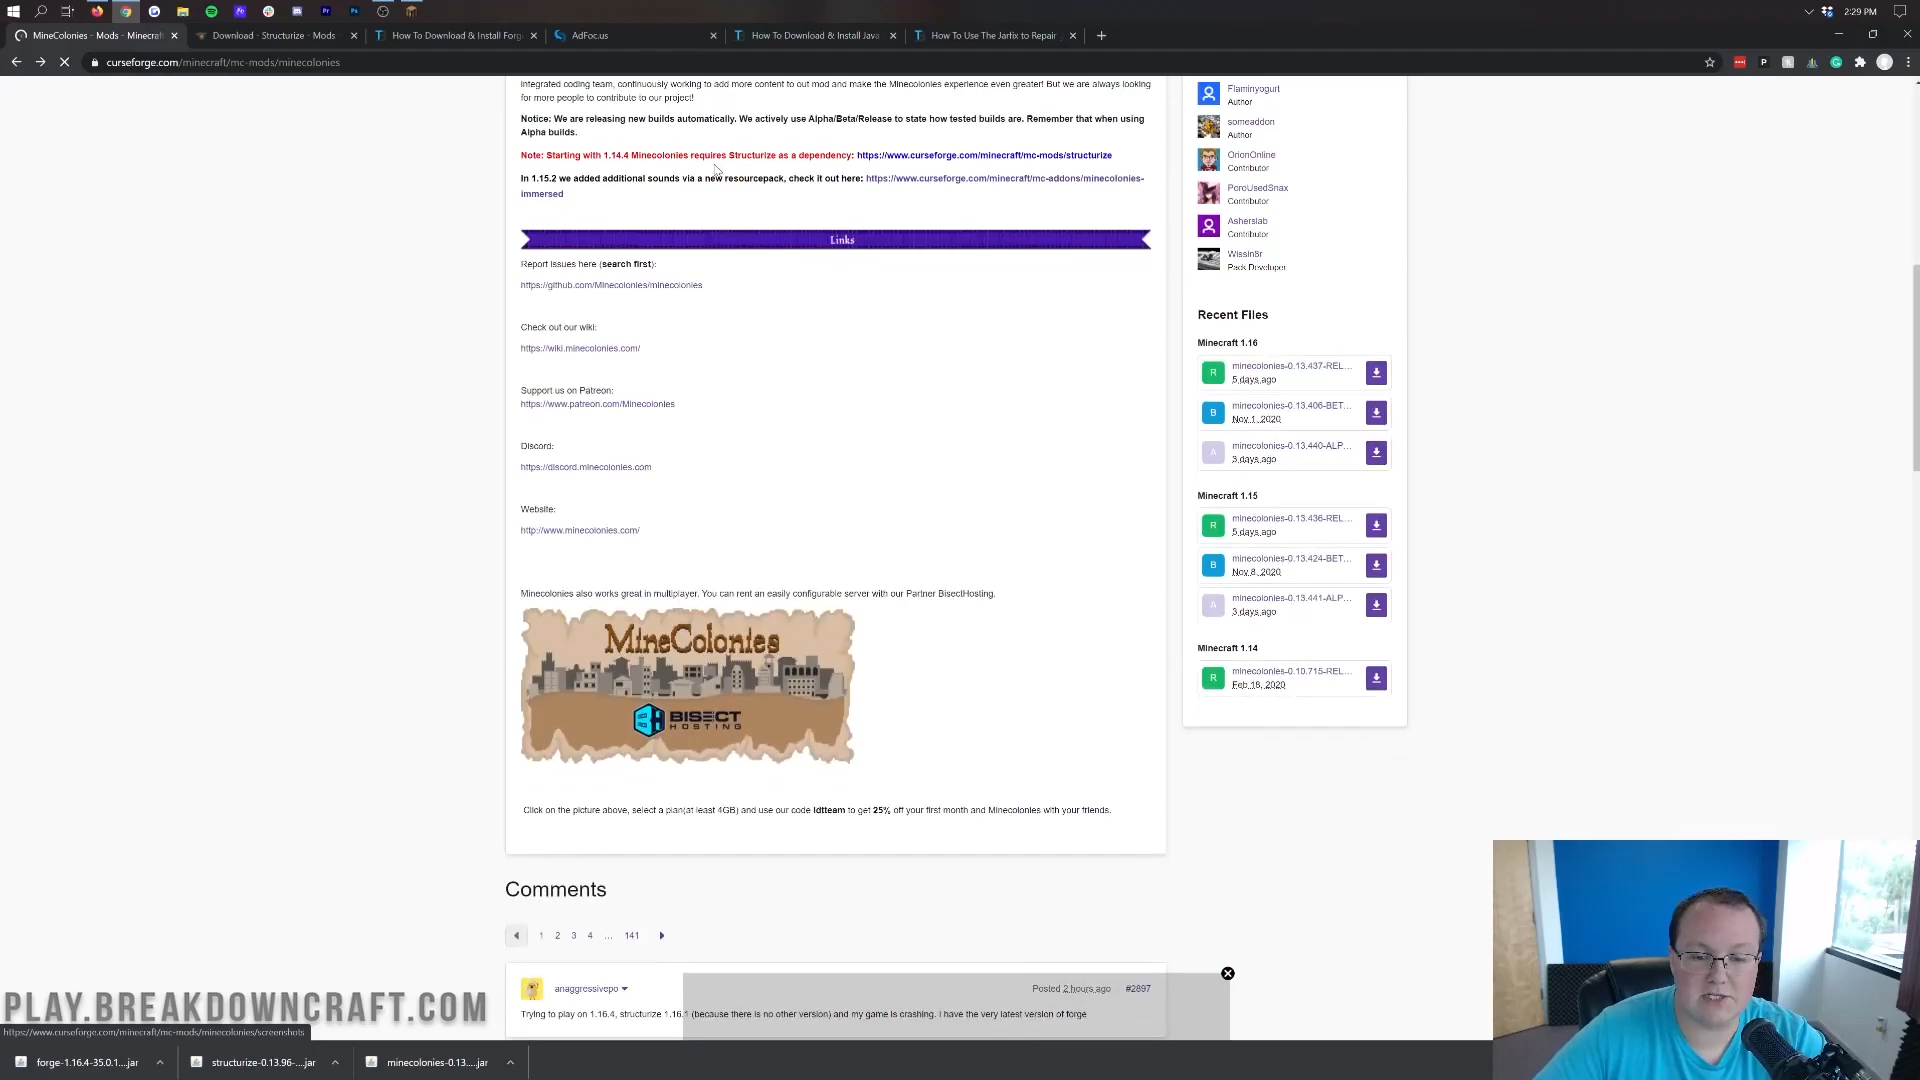 2:29 PM
MineColonies - Mods - Minecraf
Download - Structurize - Mods
How To Download & Install Forg
AdFoc.us
How To Download & Install Java
How To Use The Jarfix to Repair
curseforge.com/minecraft/mc-mods/minecolonies
integrated coding team, continuously working to add more content to out mod and make the Minecolonies experience even greater! But we are always looking
for more people to contribute to our project!
Notice: We are releasing new builds automatically. We actively use Alpha/Beta/Release to state how tested builds are. Remember that when using
Alpha builds.
Note: Starting with 1.14.4 Minecolonies requires Structurize as a dependency: https://www.curseforge.com/minecraft/mc-mods/structurize
In 1.15.2 we added additional sounds via a new resourcepack, check it out here: https://www.curseforge.com/minecraft/mc-addons/minecolonies-
immersed
Links
Report issues here (search first):
https://github.com/Minecolonies/minecolonies
Check out our wiki:
https://wiki.minecolonies.com/
Support us on Patreon:
https://www.patreon.com/Minecolonies
Discord:
https://discord.minecolonies.com
Website:
http://www.minecolonies.com/
Minecolonies also works great in multiplayer. You can rent an easily configurable server with our Partner BisectHosting.
MineColonies
BISECT
HOSTING
Click on the picture above, select a plan(at least 4GB) and use our code ldtteam to get 25% off your first month and Minecolonies with your friends.
Flaminyogurt
Author
someaddon
Author
OrionOnline
Contributor
PoroUsedSnax
Contributor
Asherslab
Contributor
Wissin8r
Pack Developer
Recent Files
Minecraft 1.16
R minecolonies-0.13.437-REL...
5 days ago
B minecolonies-0.13.406-BET...
Nov 1, 2020
A minecolonies-0.13.440-ALP...
3 days ago
Minecraft 1.15
R minecolonies-0.13.436-REL...
5 days ago
B minecolonies-0.13.424-BET...
Nov 8, 2020
A minecolonies-0.13.441-ALP...
3 days ago
Minecraft 1.14
R minecolonies-0.10.715-REL...
Feb 16, 2020
Comments
1 2 3 4 ... 141
anaggressivepo
Posted 2 hours ago #2897
Trying to play on 1.16.4, structurize 1.16.1 (because there is no other version) and my game is crashing. I have the very latest version of forge
PLAY.BREAKDOWNCRAFT.COM
https://www.curseforge.com/minecraft/mc-mods/minecolonies/screenshots
forge-1.16.4-35.0.1....jar
structurize-0.13.96-....jar
minecolonies-0.13....jar